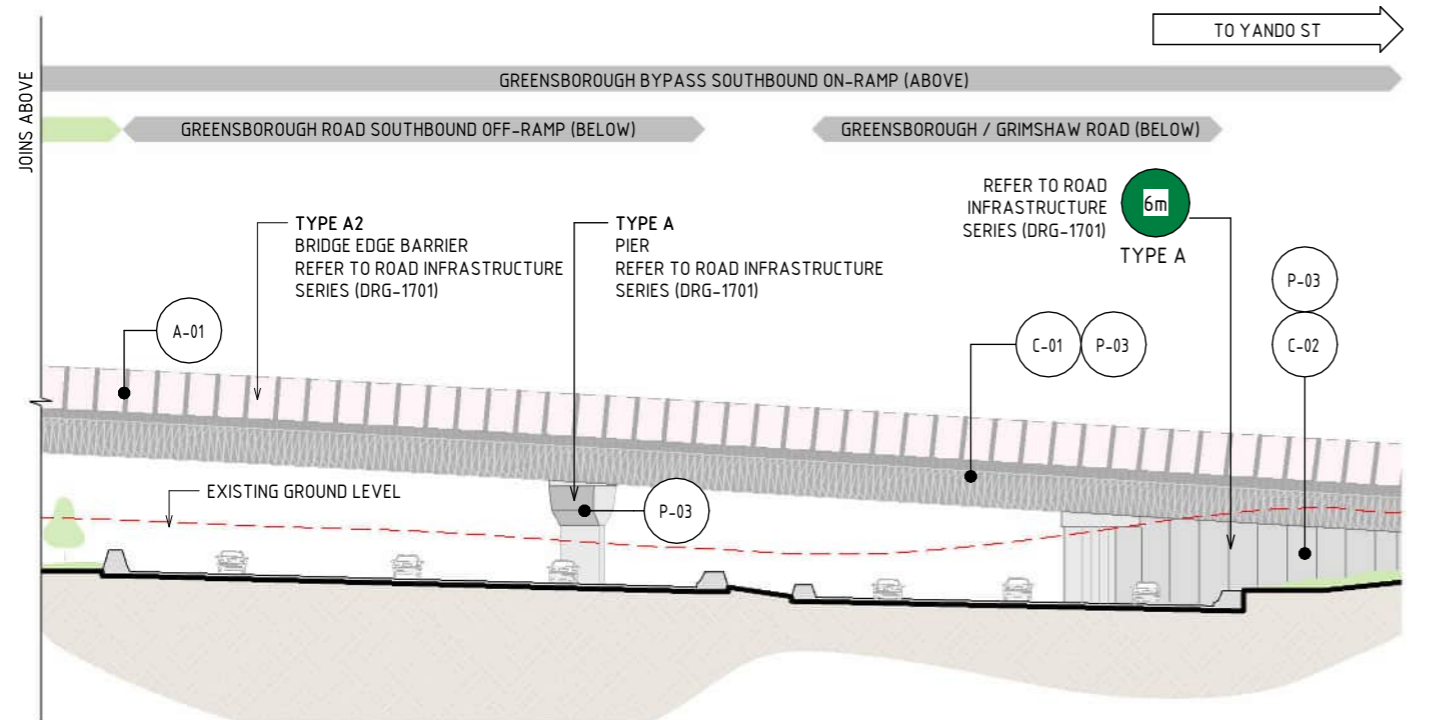 TO YANDO ST
JOINS ABOVE
GREENSBOROUGH BYPASS SOUTHBOUND ON-RAMP (ABOVE)
GREENSBOROUGH ROAD SOUTHBOUND OFF-RAMP (BELOW)
GREENSBOROUGH / GRIMSHAW ROAD (BELOW)
TYPE A2
BRIDGE EDGE BARRIER
REFER TO ROAD INFRASTRUCTURE
SERIES (DRG-1701)
TYPE A
PIER
REFER TO ROAD INFRASTRUCTURE
SERIES (DRG-1701)
REFER TO ROAD
INFRASTRUCTURE
SERIES (DRG-1701)
6m
TYPE A
P-03
C-02
A-01
C-01
P-03
EXISTING GROUND LEVEL
P-03